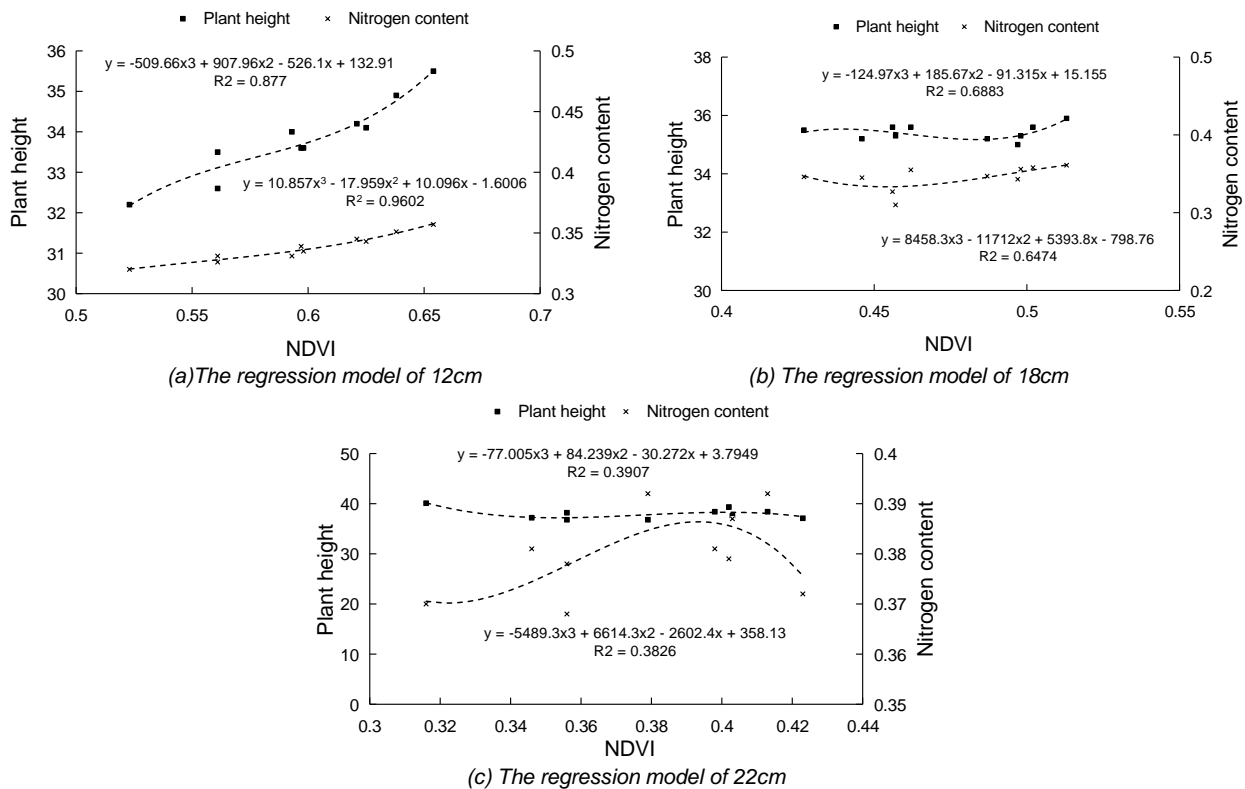 Plant height Nitrogen content
y = -509.66x3 + 907.96x2 - 526.1x + 132.91
R2 = 0.877
y = 10.857x³ - 17.959x² + 10.096x - 1.6006
R² = 0.9602
36
35
34
33
32
31
30
0.5
0.45
0.4
0.35
0.3
0.5 0.55 0.6 0.65 0.7
Plant height
Nitrogen content
NDVI
(a)The regression model of 12cm
Plant height Nitrogen content
y = -124.97x3 + 185.67x2 - 91.315x + 15.155
R2 = 0.6883
y = 8458.3x3 - 11712x2 + 5393.8x - 798.76
R2 = 0.6474
38
37
36
35
34
33
32
31
30
0.5
0.4
0.3
0.2
0.4 0.45 0.5 0.55
Plant height
Nitrogen content
NDVI
(b) The regression model of 18cm
Plant height Nitrogen content
y = -77.005x3 + 84.239x2 - 30.272x + 3.7949
R2 = 0.3907
y = -5489.3x3 + 6614.3x2 - 2602.4x + 358.13
R2 = 0.3826
50
40
30
20
10
0
0.4
0.39
0.38
0.37
0.36
0.35
0.3 0.32 0.34 0.36 0.38 0.4 0.42 0.44
Plant height
Nitrogen content
NDVI
(c) The regression model of 22cm